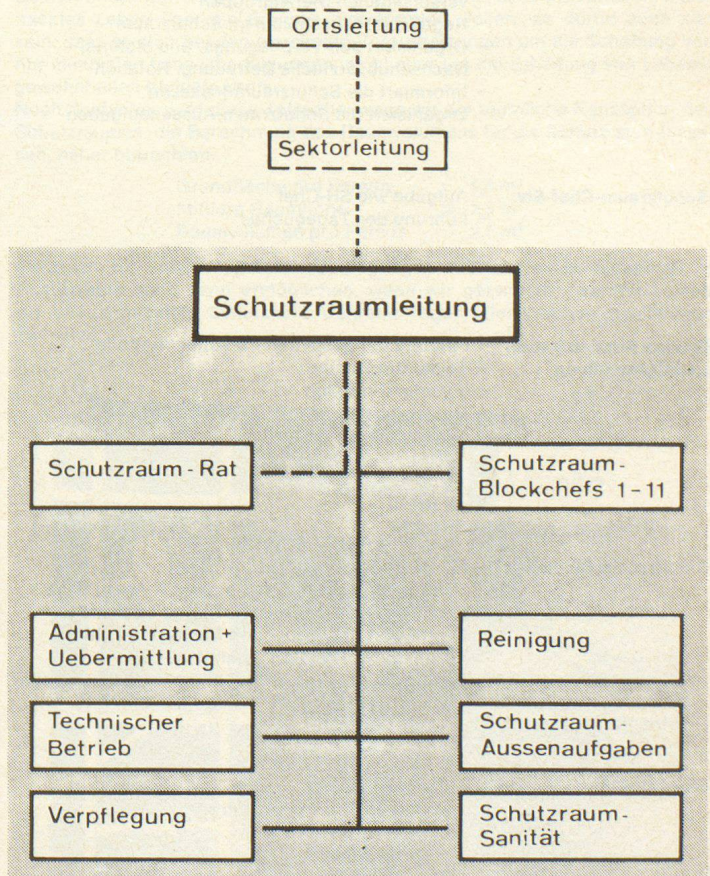 Ortsleitung
Sektorleitung
Schutzraumleitung
Schutzraum - Rat
Schutzraum -
Blockchefs 1 - 11
Administration +
Uebermittlung
Reinigung
Technischer
Betrieb
Schutzraum -
Aussenaufgaben
Verpflegung
Schutzraum -
Sanität